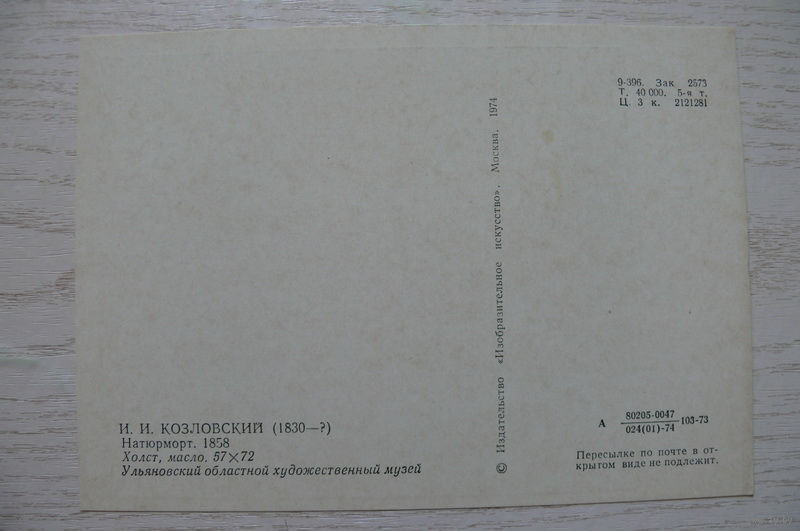 9-396. Зак 2573
Т. 40 000. 5-я т.
Ц. 3 к. 2121281
© Издательство «Изобразительное искусство». Москва. 1974
И. И. КОЗЛОВСКИЙ (1830—?)
Натюрморт. 1858
Холст, масло. 57×72
Ульяновский областной художественный музей
А 80205-0047
024(01)-74 103-73
Пересылке по почте в от-
крытом виде не подлежит.